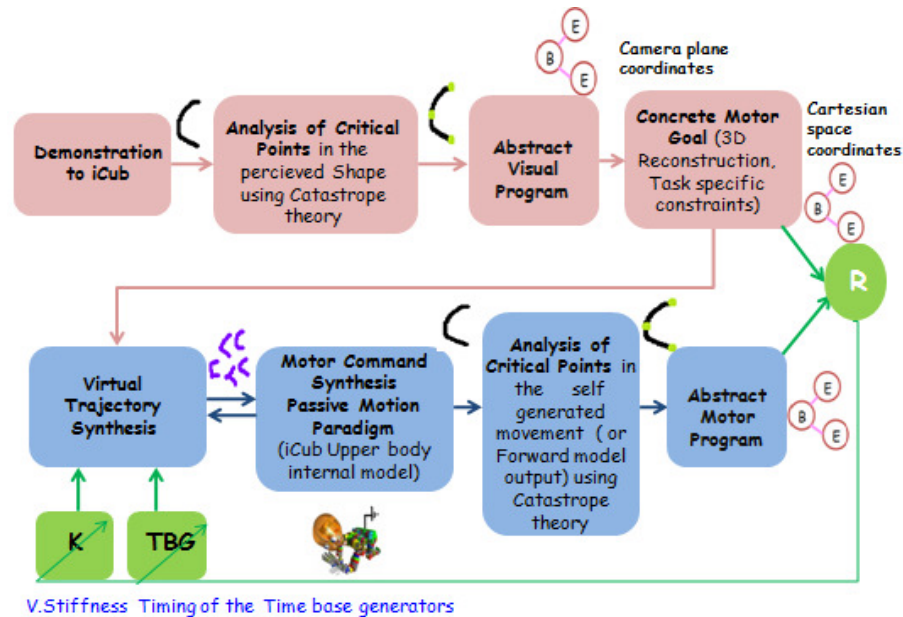 E
B
E
Camera plane
coordinates
Demonstration
to iCub
Analysis of Critical
Points in the
percieved Shape
using Catastrope
theory
Abstract
Visual
Program
Concrete Motor
Goal (3D
Reconstruction,
Task specific
constraints)
Cartesian
space
coordinates
E
B
E
R
Virtual
Trajectory
Synthesis
Motor Command
Synthesis
Passive Motion
Paradigm
(iCub Upper body
internal model)
Analysis of
Critical Points in
the self
generated
movement ( or
Forward model
output) using
Catastrope
theory
Abstract
Motor
Program
E
B
E
K
TBG
V.Stiffness Timing of the Time base generators